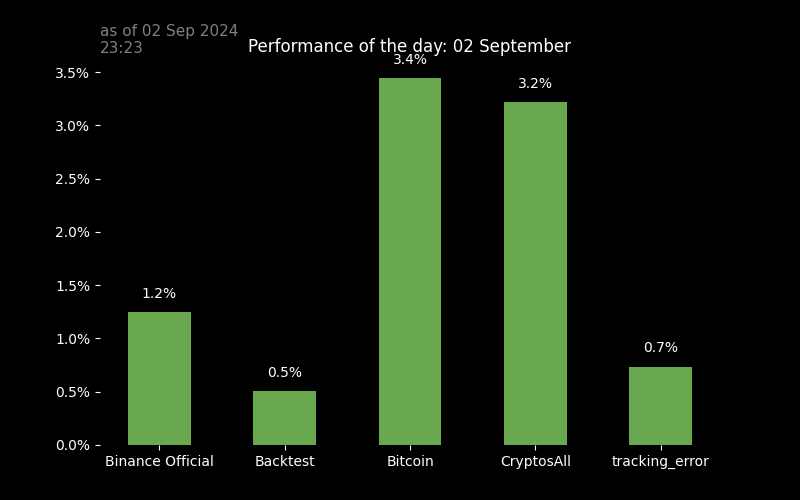 as of 02 Sep 2024
23:23
Performance of the day: 02 September
3.4%
3.5%
3.2%
3.0%
2.5%
2.0%
1.5%
1.2%
1.0%
0.7%
0.5%
0.5%
0.0%
Binance Official
Backtest
Bitcoin
CryptosAll
tracking_error